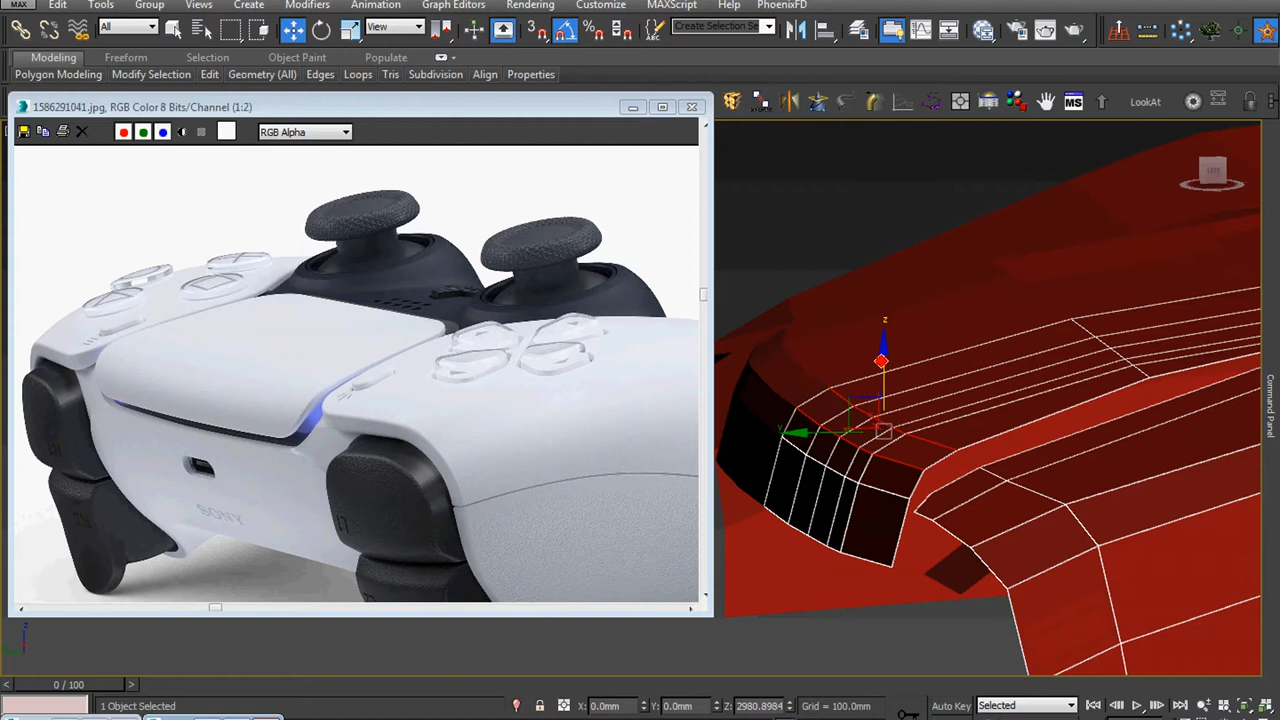 MAX Edit Tools Group Views Create Modifiers Animation Graph Editors Rendering Customize MAXScript Help PhoenixFD
All View 3 % Create Selection Se
Modeling Freeform Selection Object Paint Populate
Polygon Modeling Modify Selection Edit Geometry (All) Edges Loops Tris Subdivision Align Properties
1586291041.jpg, RGB Color 8 Bits/Channel (1:2)
MS LookAt
RGB Alpha
LEFT
z
y
SONY
Command Panel
z
0 / 100
1 Object Selected X: 0.0mm Y: 0.0mm Z: 2980.8984 Grid = 100.0mm Auto Key Selected